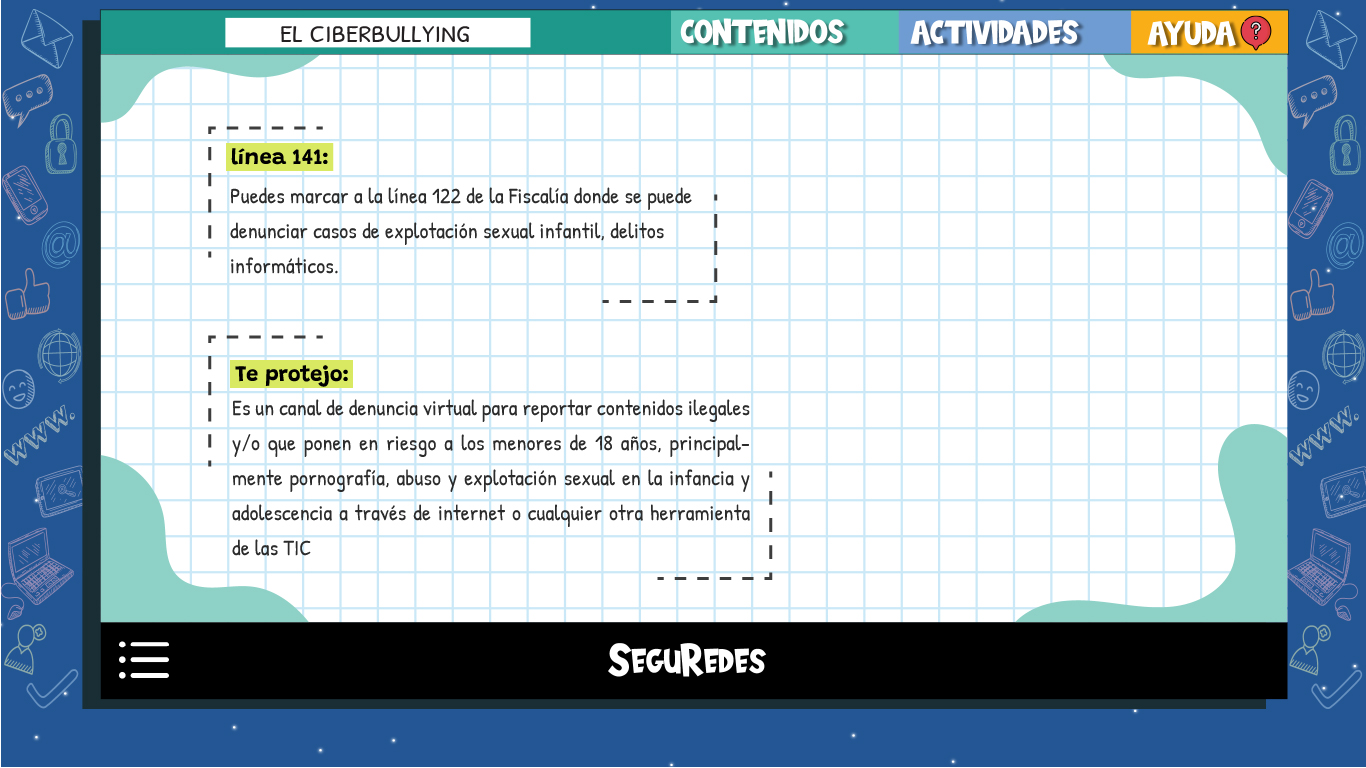 EL CIBERBULLYING
CONTENIDOS
ACTIVIDADES
AYUDA ?
línea 141:
Puedes marcar a la línea 122 de la Fiscalía donde se puede
denunciar casos de explotación sexual infantil, delitos
informáticos.
Te protejo:
Es un canal de denuncia virtual para reportar contenidos ilegales
y/o que ponen en riesgo a los menores de 18 años, principal-
mente pornografía, abuso y explotación sexual en la infancia y
adolescencia a través de internet o cualquier otra herramienta
de las TIC
SEGUREDES
@
www.
@
www.